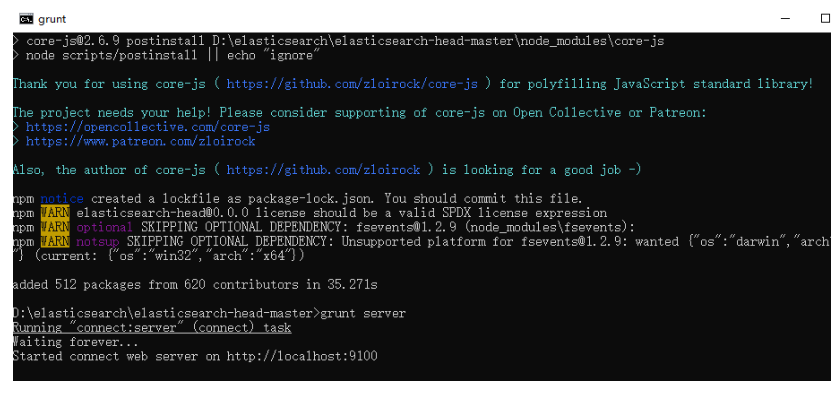 grunt
> core-js@2.6.9 postinstall D:\elasticsearch\elasticsearch-head-master\node_modules\core-js
> node scripts/postinstall || echo "ignore"
Thank you for using core-js ( https://github.com/zloirock/core-js ) for polyfilling JavaScript standard library!
The project needs your help! Please consider supporting of core-js on Open Collective or Patreon:
> https://opencollective.com/core-js
> https://www.patreon.com/zloirock
Also, the author of core-js ( https://github.com/zloirock ) is looking for a good job -)
npm notice created a lockfile as package-lock.json. You should commit this file.
npm WARN elasticsearch-head@0.0.0 license should be a valid SPDX license expression
npm WARN optional SKIPPING OPTIONAL DEPENDENCY: fsevents@1.2.9 (node_modules\fsevents):
npm WARN notsup SKIPPING OPTIONAL DEPENDENCY: Unsupported platform for fsevents@1.2.9: wanted {"os":"darwin","arch
"} (current: {"os":"win32","arch":"x64"})
added 512 packages from 620 contributors in 35.271s
D:\elasticsearch\elasticsearch-head-master>grunt server
Running "connect:server" (connect) task
Waiting forever...
Started connect web server on http://localhost:9100